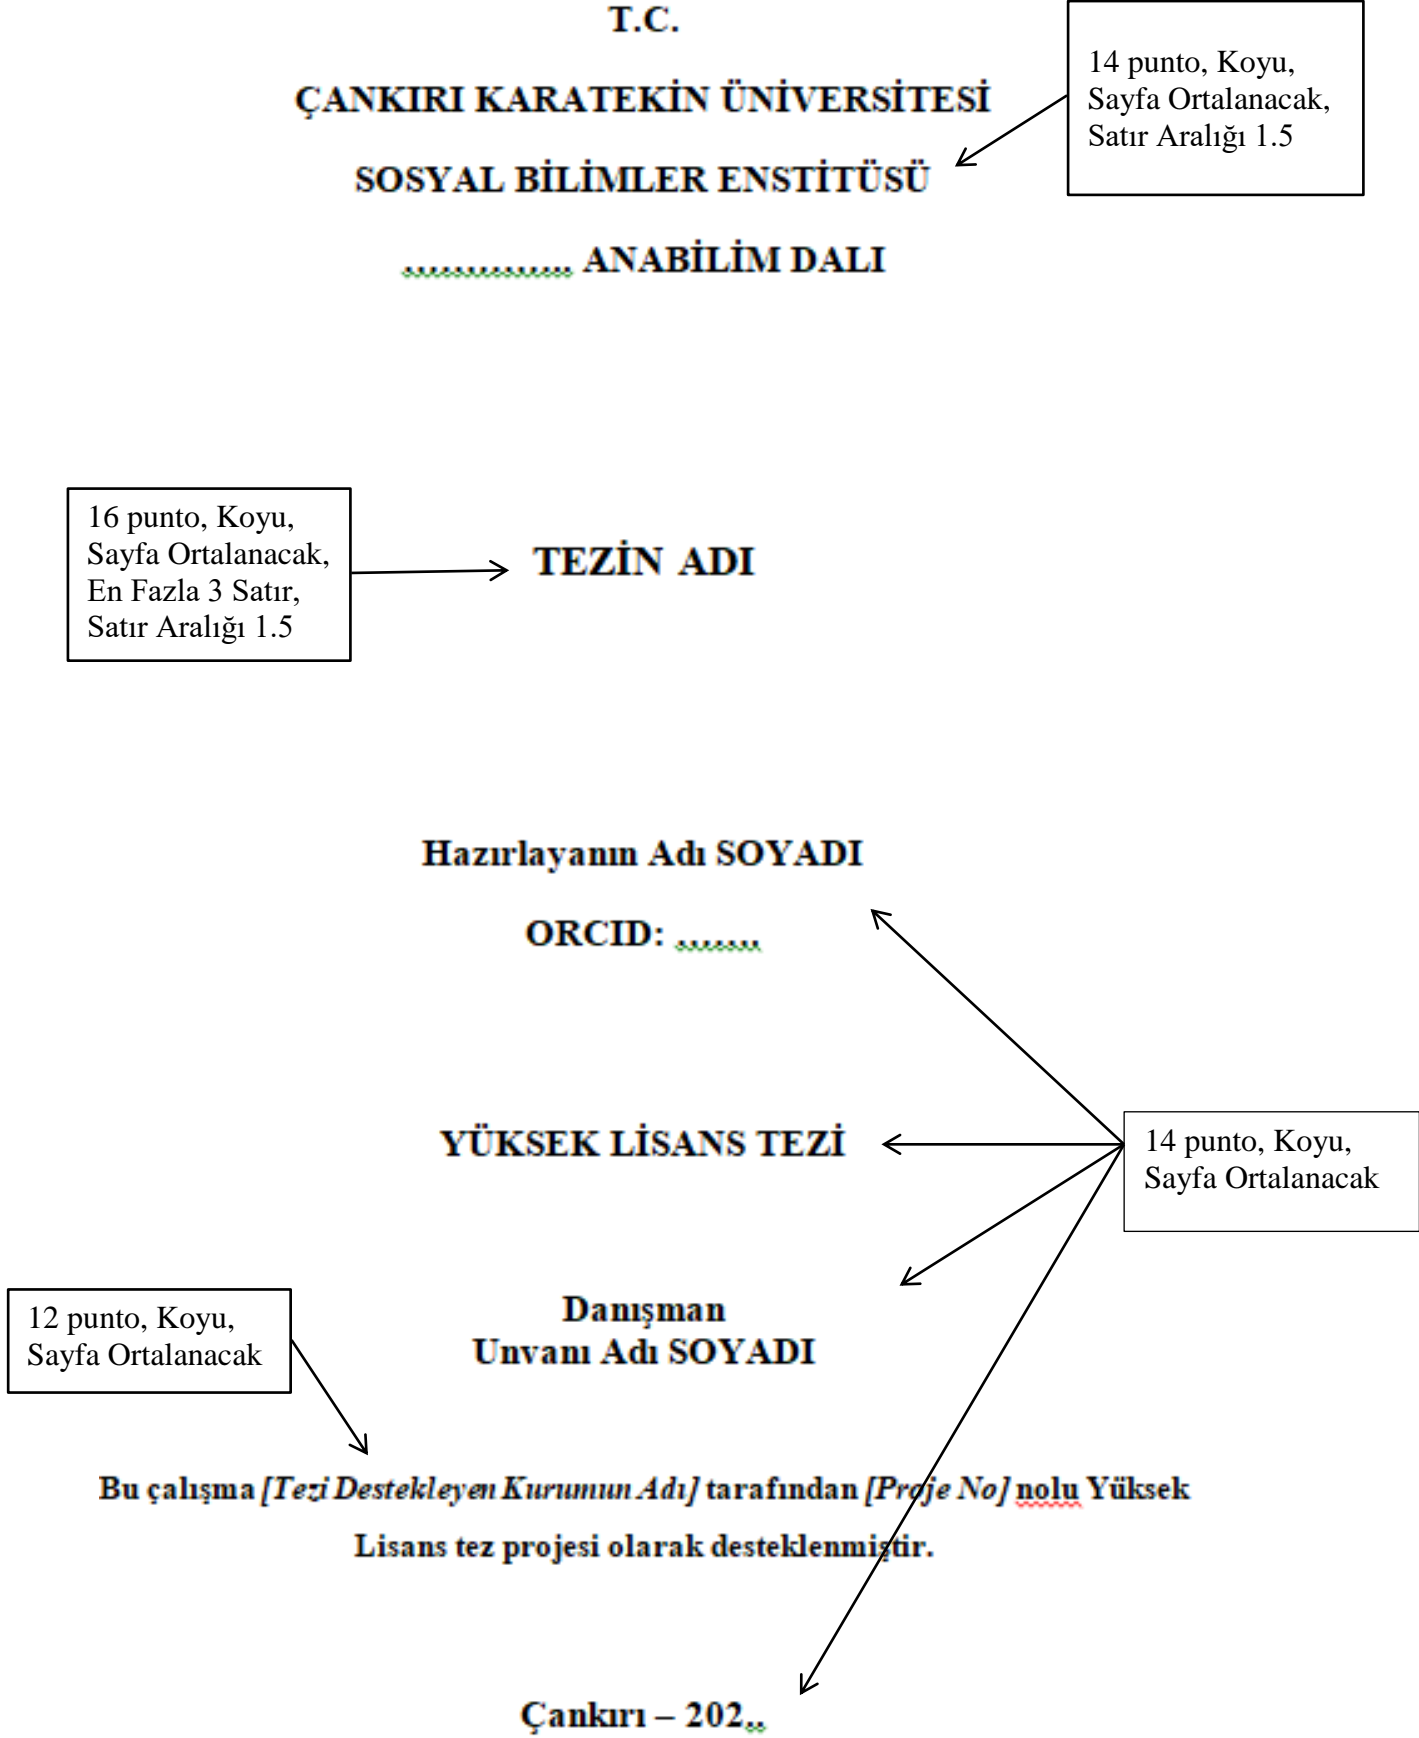 T.C.
ÇANKIRI KARATEKİN ÜNİVERSİTESİ
SOSYAL BİLİMLER ENSTİTÜSÜ
.............. ANABİLİM DALI
14 punto, Koyu,
Sayfa Ortalanacak,
Satır Aralığı 1.5
16 punto, Koyu,
Sayfa Ortalanacak,
En Fazla 3 Satır,
Satır Aralığı 1.5
TEZİN ADI
Hazırlayanın Adı SOYADI
ORCID: .......
YÜKSEK LİSANS TEZİ
14 punto, Koyu,
Sayfa Ortalanacak
Danışman
Unvanı Adı SOYADI
12 punto, Koyu,
Sayfa Ortalanacak
Bu çalışma [Tezi Destekleyen Kurumun Adı] tarafından [Proje No] nolu Yüksek
Lisans tez projesi olarak desteklenmiştir.
Çankırı – 202..